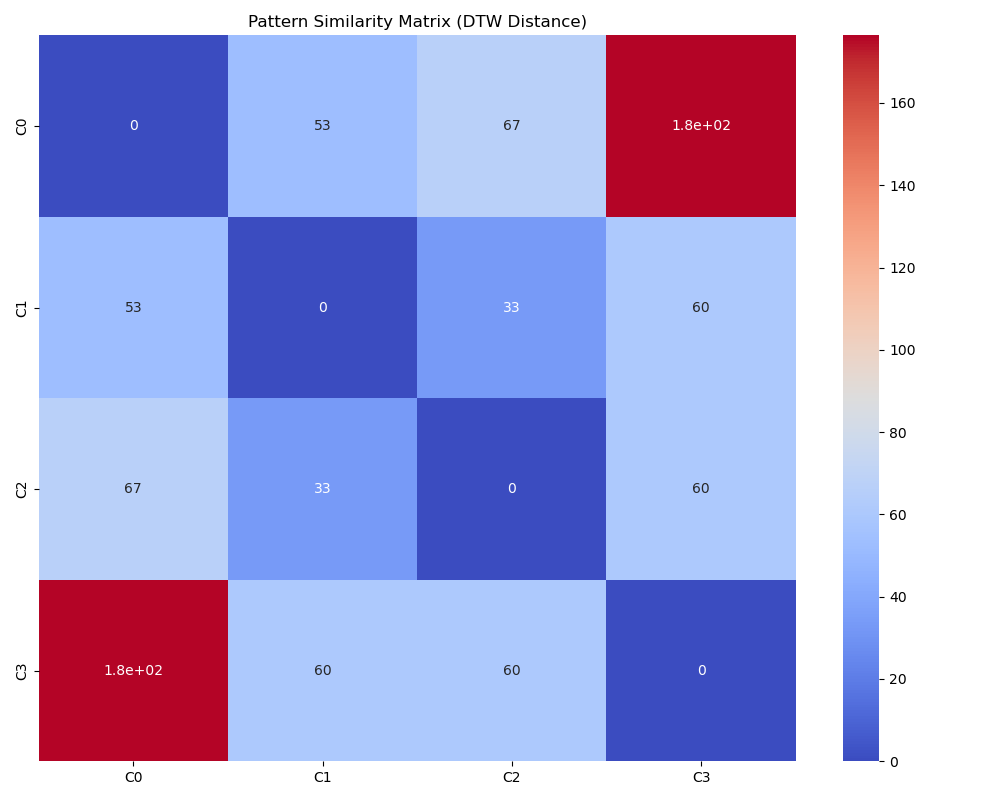 Pattern Similarity Matrix (DTW Distance)
C0 0 53 67 1.8e+02
C1 53 0 33 60
C2 67 33 0 60
C3 1.8e+02 60 60 0
C0 C1 C2 C3
160
140
120
100
80
60
40
20
0